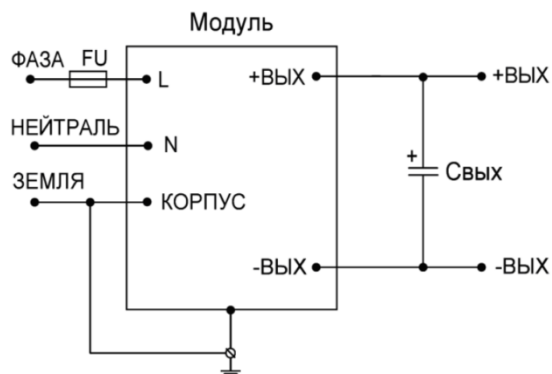 Модуль
ФАЗА FU
L
+ВЫХ
+ВЫХ
НЕЙТРАЛЬ
N
+
Свых
ЗЕМЛЯ
КОРПУС
-ВЫХ
-ВЫХ